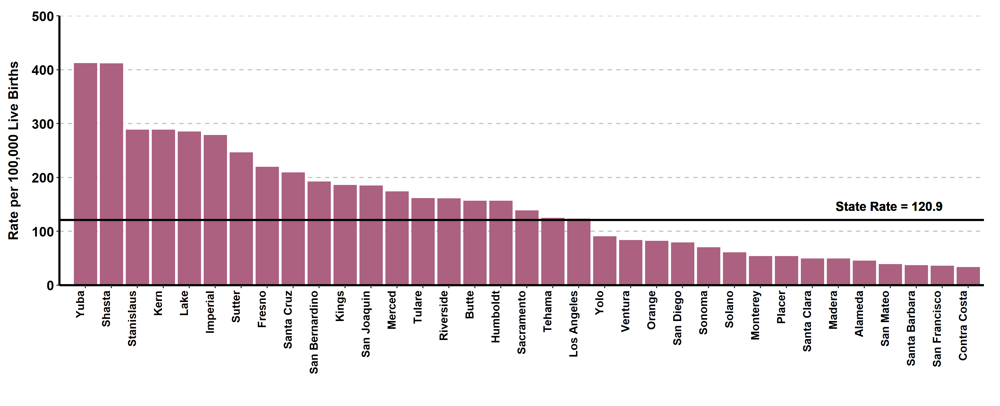 Rate per 100,000 Live Births
500
400
300
200
100
0
State Rate = 120.9
Yuba
Shasta
Stanislaus
Kern
Lake
Imperial
Sutter
Fresno
Santa Cruz
San Bernardino
Kings
San Joaquin
Merced
Tulare
Riverside
Butte
Humboldt
Sacramento
Tehama
Los Angeles
Yolo
Ventura
Orange
San Diego
Sonoma
Solano
Monterey
Placer
Santa Clara
Madera
Alameda
San Mateo
Santa Barbara
San Francisco
Contra Costa